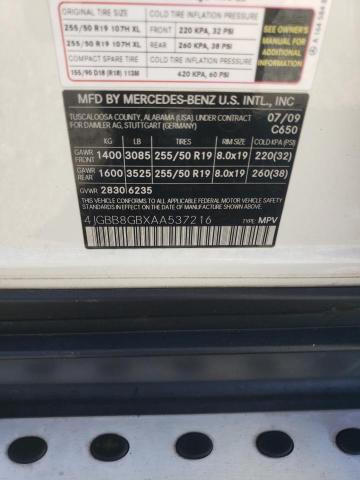 COLD TIRE INFLATION PRESSURE
255/50 R19 107H XL FRONT 220 KPA, 32 PSI
255/50 R19 107H XL REAR 260 KPA, 38 PSI
COMPACT SPARE TIRE COLD TIRE INFLATION PRESSURE
155/90 D18 (R18) 113M 420 KPA, 60 PSI
SEE OWNER'S
MANUAL FOR
ADDITIONAL
INFORMATION
MFD BY MERCEDES-BENZ U.S. INTL., INC
TUSCALOOSA COUNTY, ALABAMA (USA) UNDER CONTRACT
FOR DAIMLER AG, STUTTGART (GERMANY)
07/09
C650
KG LB TIRES RIM SIZE COLD KPA (PSI)
GAWR FRONT 1400 3085 255/50 R19 8.0x19 220(32)
GAWR REAR 1600 3525 255/50 R19 8.0x19 260(38)
GVWR 2830 6235
THIS VEHICLE CONFORMS TO ALL APPLICABLE FEDERAL MOTOR VEHICLE
SAFETY STANDARDS IN EFFECT ON THE DATE OF MANUFACTURE SHOWN ABOVE.
4JGBB8GBXAA537216 TYPE: MPV